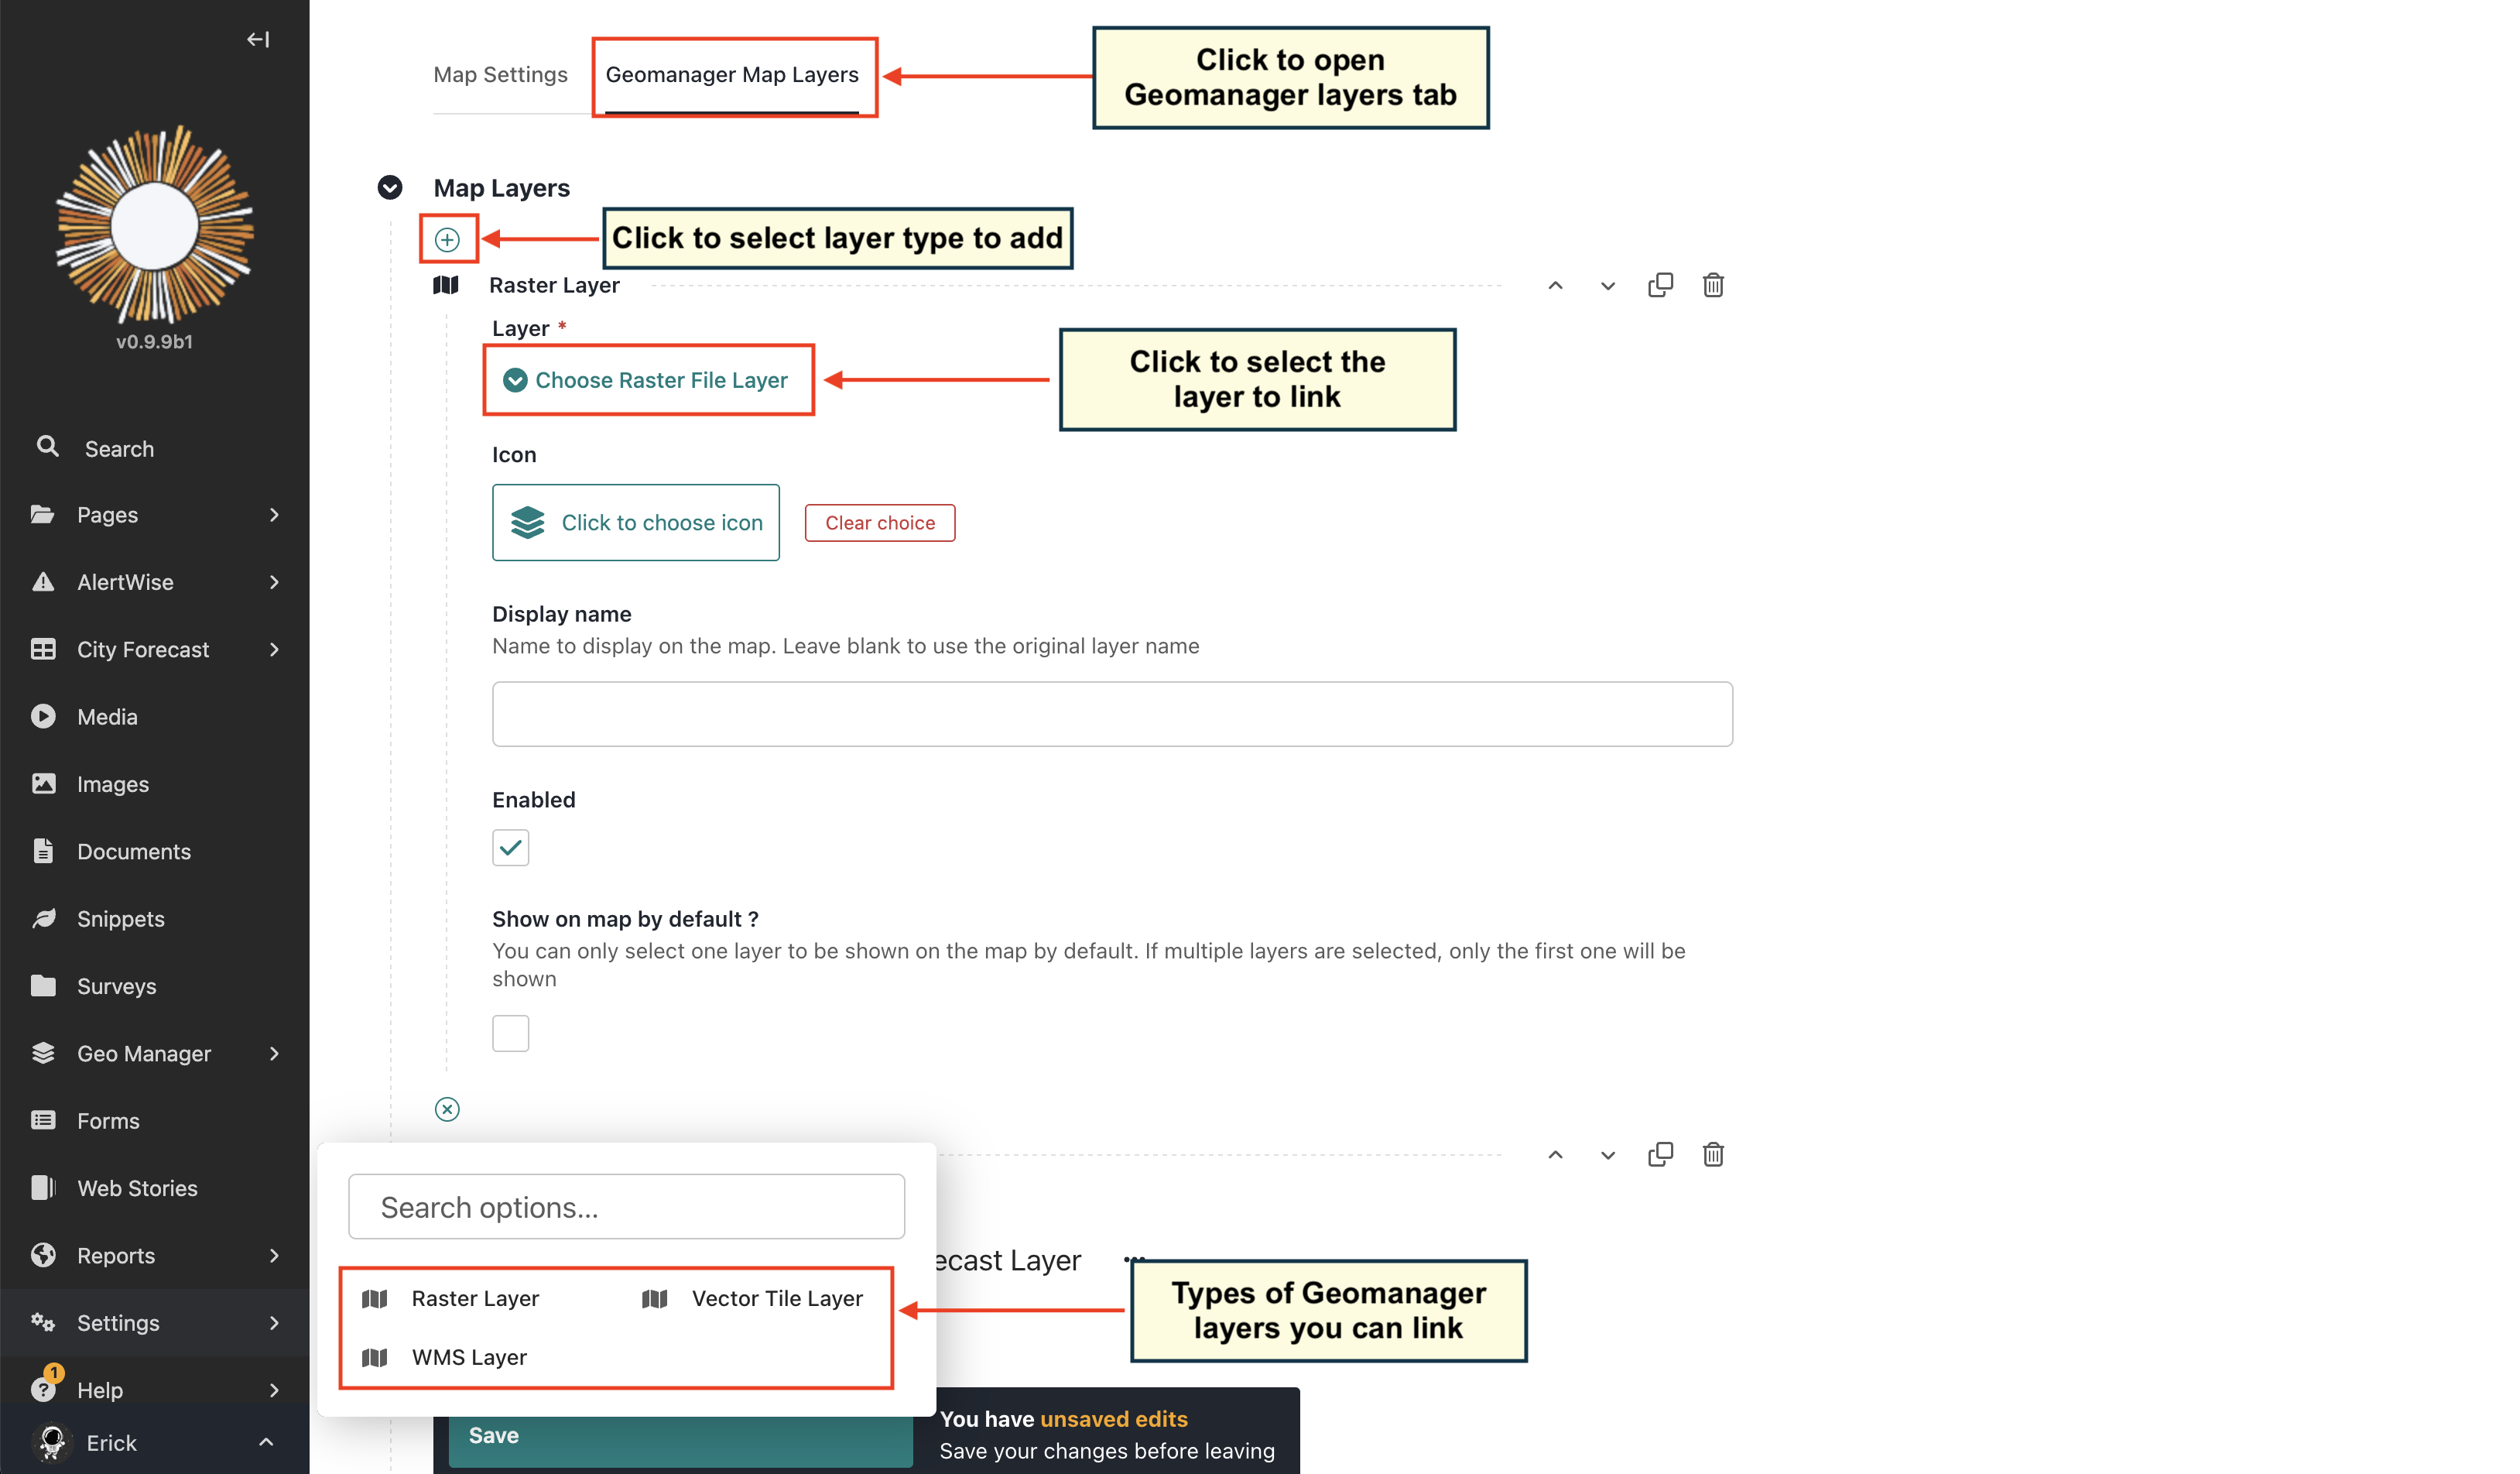 v0.9.9b1
Search
Pages
AlertWise
City Forecast
Media
Images
Documents
Snippets
Surveys
Geo Manager
Forms
Web Stories
Reports
Settings
1
Help
Erick
Map Settings
Geomanager Map Layers
Click to open
Geomanager layers tab
Map Layers
Click to select layer type to add
Raster Layer
Layer *
Choose Raster File Layer
Click to select the
layer to link
Icon
Click to choose icon
Clear choice
Display name
Name to display on the map. Leave blank to use the original layer name
Enabled
Show on map by default ?
You can only select one layer to be shown on the map by default. If multiple layers are selected, only the first one will be
shown
Search options...
ecast Layer
Raster Layer
Vector Tile Layer
WMS Layer
Types of Geomanager
layers you can link
Save
You have unsaved edits
Save your changes before leaving